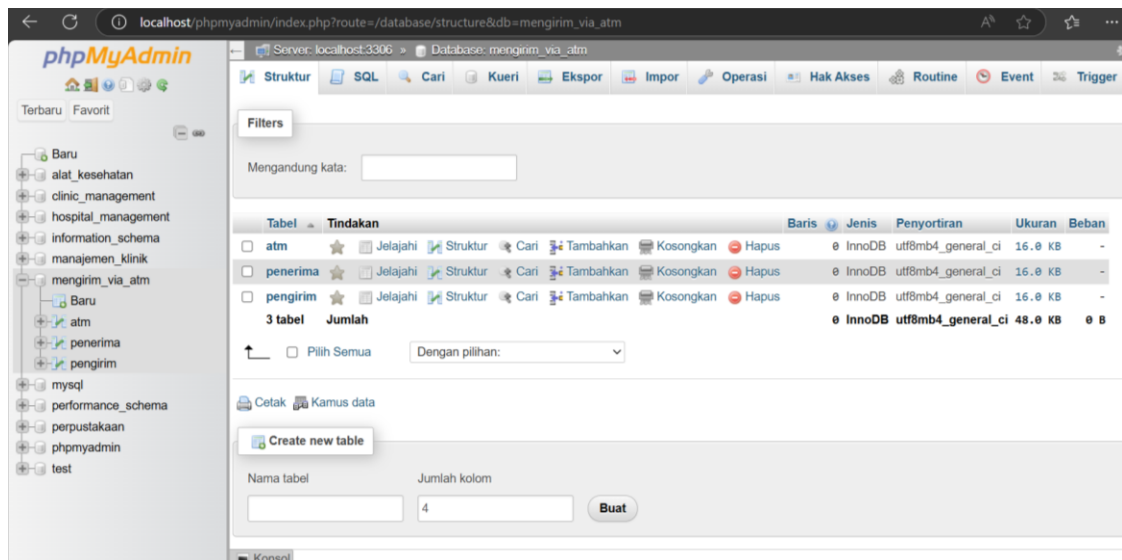 localhost/phpmyadmin/index.php?route=/database/structure&db=mengirim_via_atm
phpMyAdmin
Terbaru Favorit
Baru
alat_kesehatan
clinic_management
hospital_management
information_schema
manajemen_klinik
mengirim_via_atm
Baru
atm
penerima
pengirim
mysql
performance_schema
perpustakaan
phpmyadmin
test
Server: localhost:3306 » Database: mengirim_via_atm
Struktur SQL Cari Kueri Ekspor Impor Operasi Hak Akses Routine Event Trigger
Filters
Mengandung kata:
Tabel Tindakan Baris Jenis Penyortiran Ukuran Beban
atm Jelajahi Struktur Cari Tambahkan Kosongkan Hapus 0 InnoDB utf8mb4_general_ci 16.0 KB -
penerima Jelajahi Struktur Cari Tambahkan Kosongkan Hapus 0 InnoDB utf8mb4_general_ci 16.0 KB -
pengirim Jelajahi Struktur Cari Tambahkan Kosongkan Hapus 0 InnoDB utf8mb4_general_ci 16.0 KB -
3 tabel Jumlah 0 InnoDB utf8mb4_general_ci 48.0 KB 0 B
Pilih Semua Dengan pilihan:
Cetak Kamus data
Create new table
Nama tabel Jumlah kolom
4 Buat
Konsol